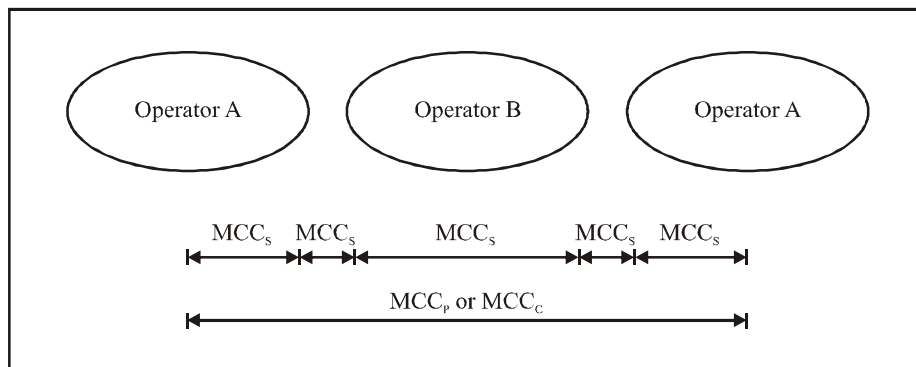 Operator A Operator B Operator A
MCCS MCCS MCCS MCCS MCCS
MCCP or MCCC